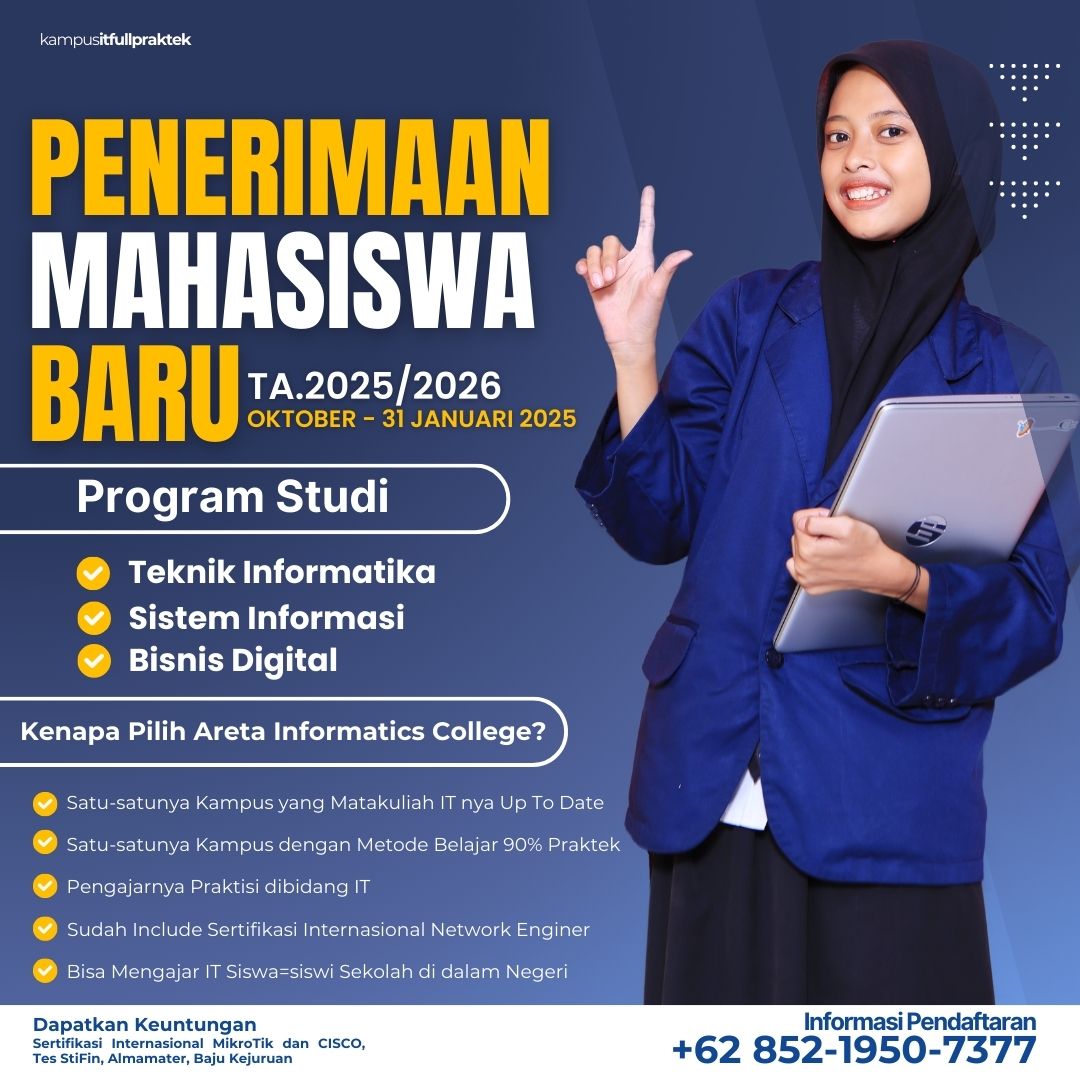 kampusitfullpraktek
PENERIMAAN
MAHASISWA
BARU TA.2025/2026
OKTOBER - 31 JANUARI 2025
Program Studi
Teknik Informatika
Sistem Informasi
Bisnis Digital
Kenapa Pilih Areta Informatics College?
Satu-satunya Kampus yang Matakuliah IT nya Up To Date
Satu-satunya Kampus dengan Metode Belajar 90% Praktek
Pengajarnya Praktisi dibidang IT
Sudah Include Sertifikasi Internasional Network Enginer
Bisa Mengajar IT Siswa=siswi Sekolah di dalam Negeri
Dapatkan Keuntungan
Sertifikasi Internasional MikroTik dan CISCO,
Tes StiFin, Almamater, Baju Kejuruan
Informasi Pendaftaran
+62 852-1950-7377
hp